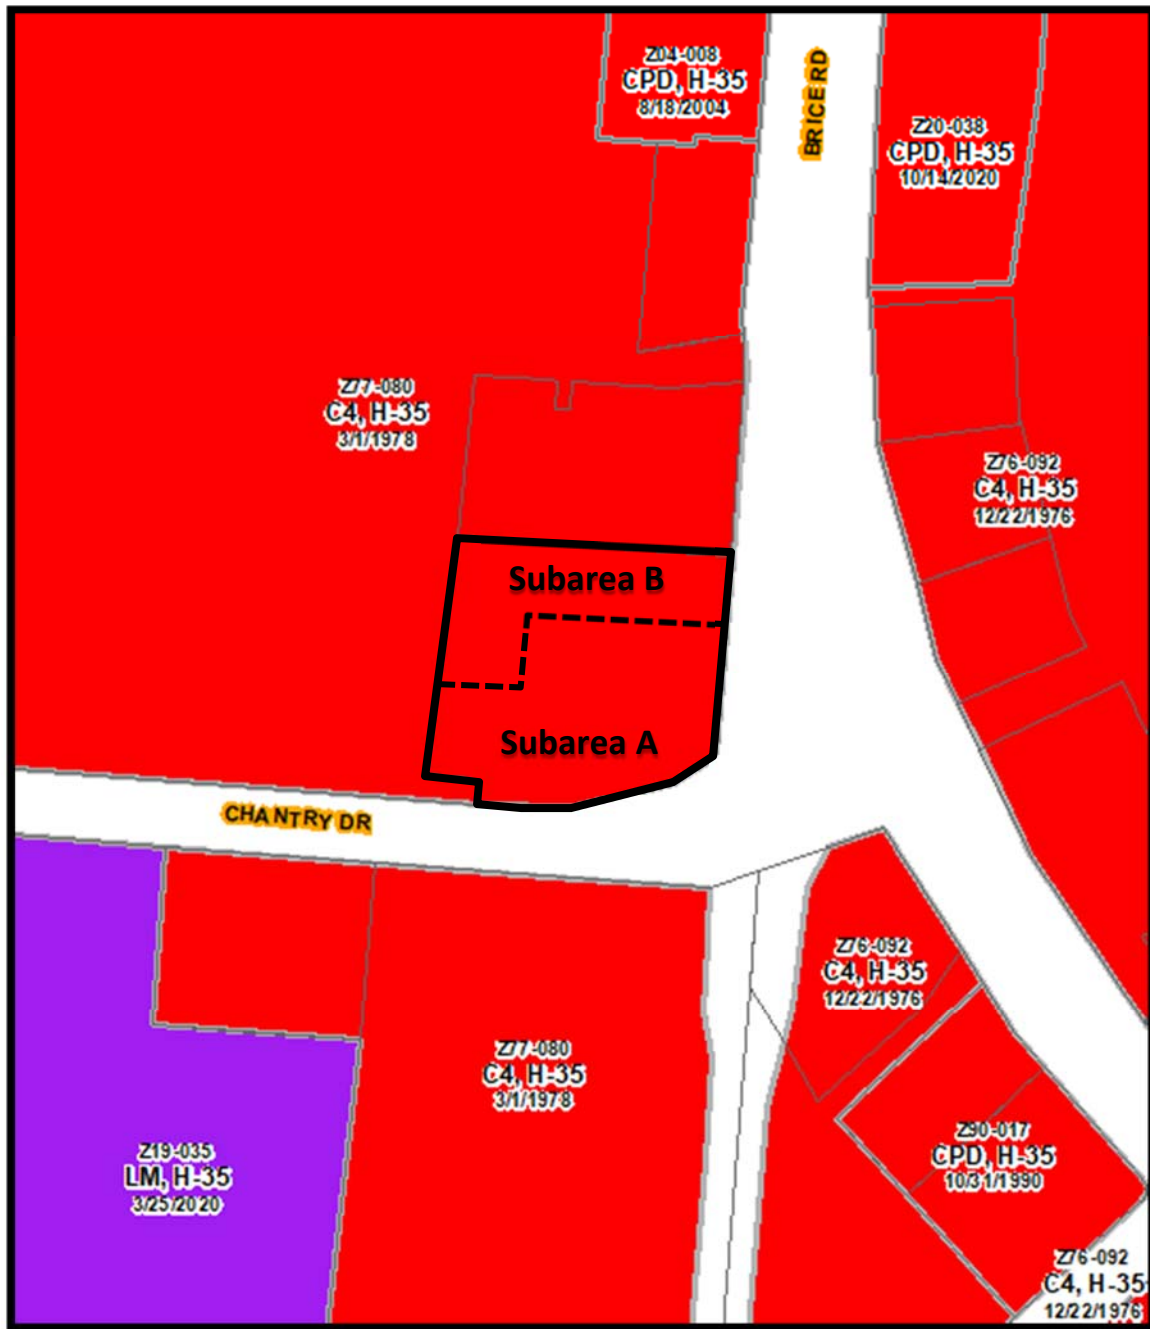 Z04-008
CPD, H-35
8/18/2004
BRICE RD
Z20-038
CPD, H-35
10/14/2020
Z77-080
C4, H-35
3/1/1978
Z76-092
C4, H-35
12/22/1976
Subarea B
Subarea A
CHANTRY DR
Z76-092
C4, H-35
12/22/1976
Z77-080
C4, H-35
3/1/1978
Z90-017
CPD, H-35
10/31/1990
Z19-035
LM, H-35
3/25/2020
Z76-092
C4, H-35
12/22/1976